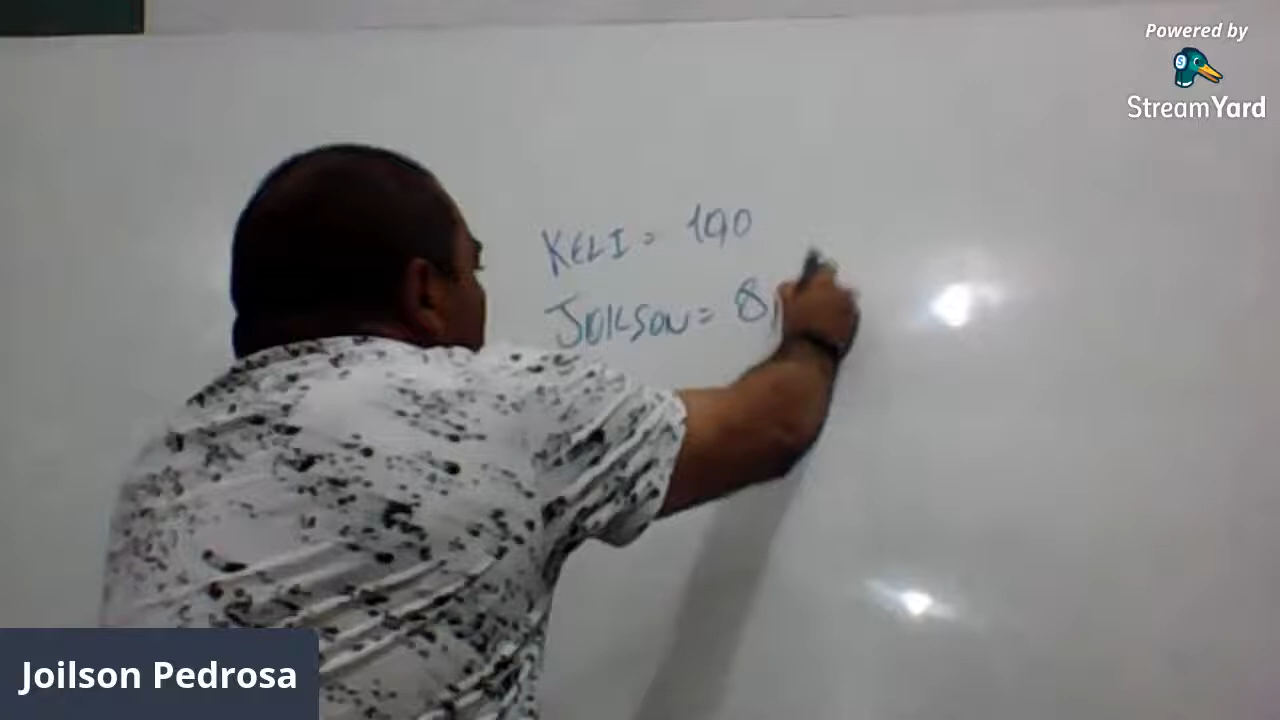 Powered by
StreamYard
KELI = 190
JOILSON = 8,
Joilson Pedrosa